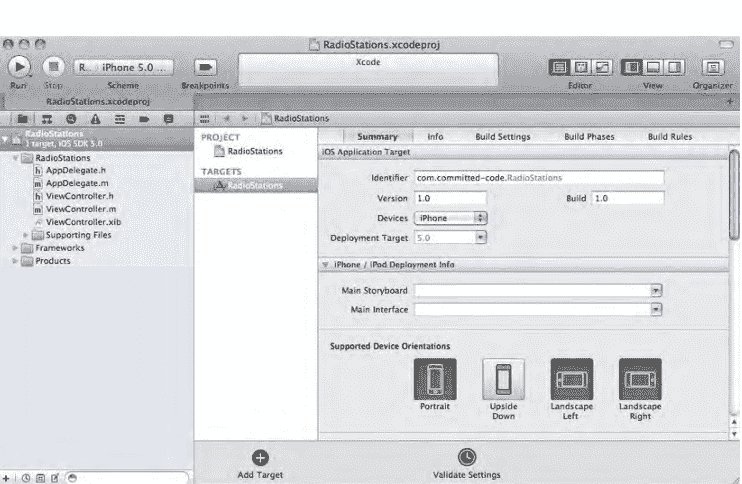 RadioStations.xcodeproj
R... iPhone 5.0 ...
Xcode
Run Stop Scheme Breakpoints Editor View Organizer
RadioStations.xcodeproj
RadioStations
RadioStations
1 target, iOS SDK 5.0
RadioStations
AppDelegate.h
AppDelegate.m
ViewController.h
ViewController.m
ViewController.xib
Supporting Files
Frameworks
Products
PROJECT
RadioStations
TARGETS
RadioStations
Summary Info Build Settings Build Phases Build Rules
iOS Application Target
Identifier com.committed-code.RadioStations
Version 1.0 Build 1.0
Devices iPhone
Deployment Target 5.0
iPhone / iPod Deployment Info
Main Storyboard
Main Interface
Supported Device Orientations
Portrait Upside Down Landscape Left Landscape Right
Add Target Validate Settings